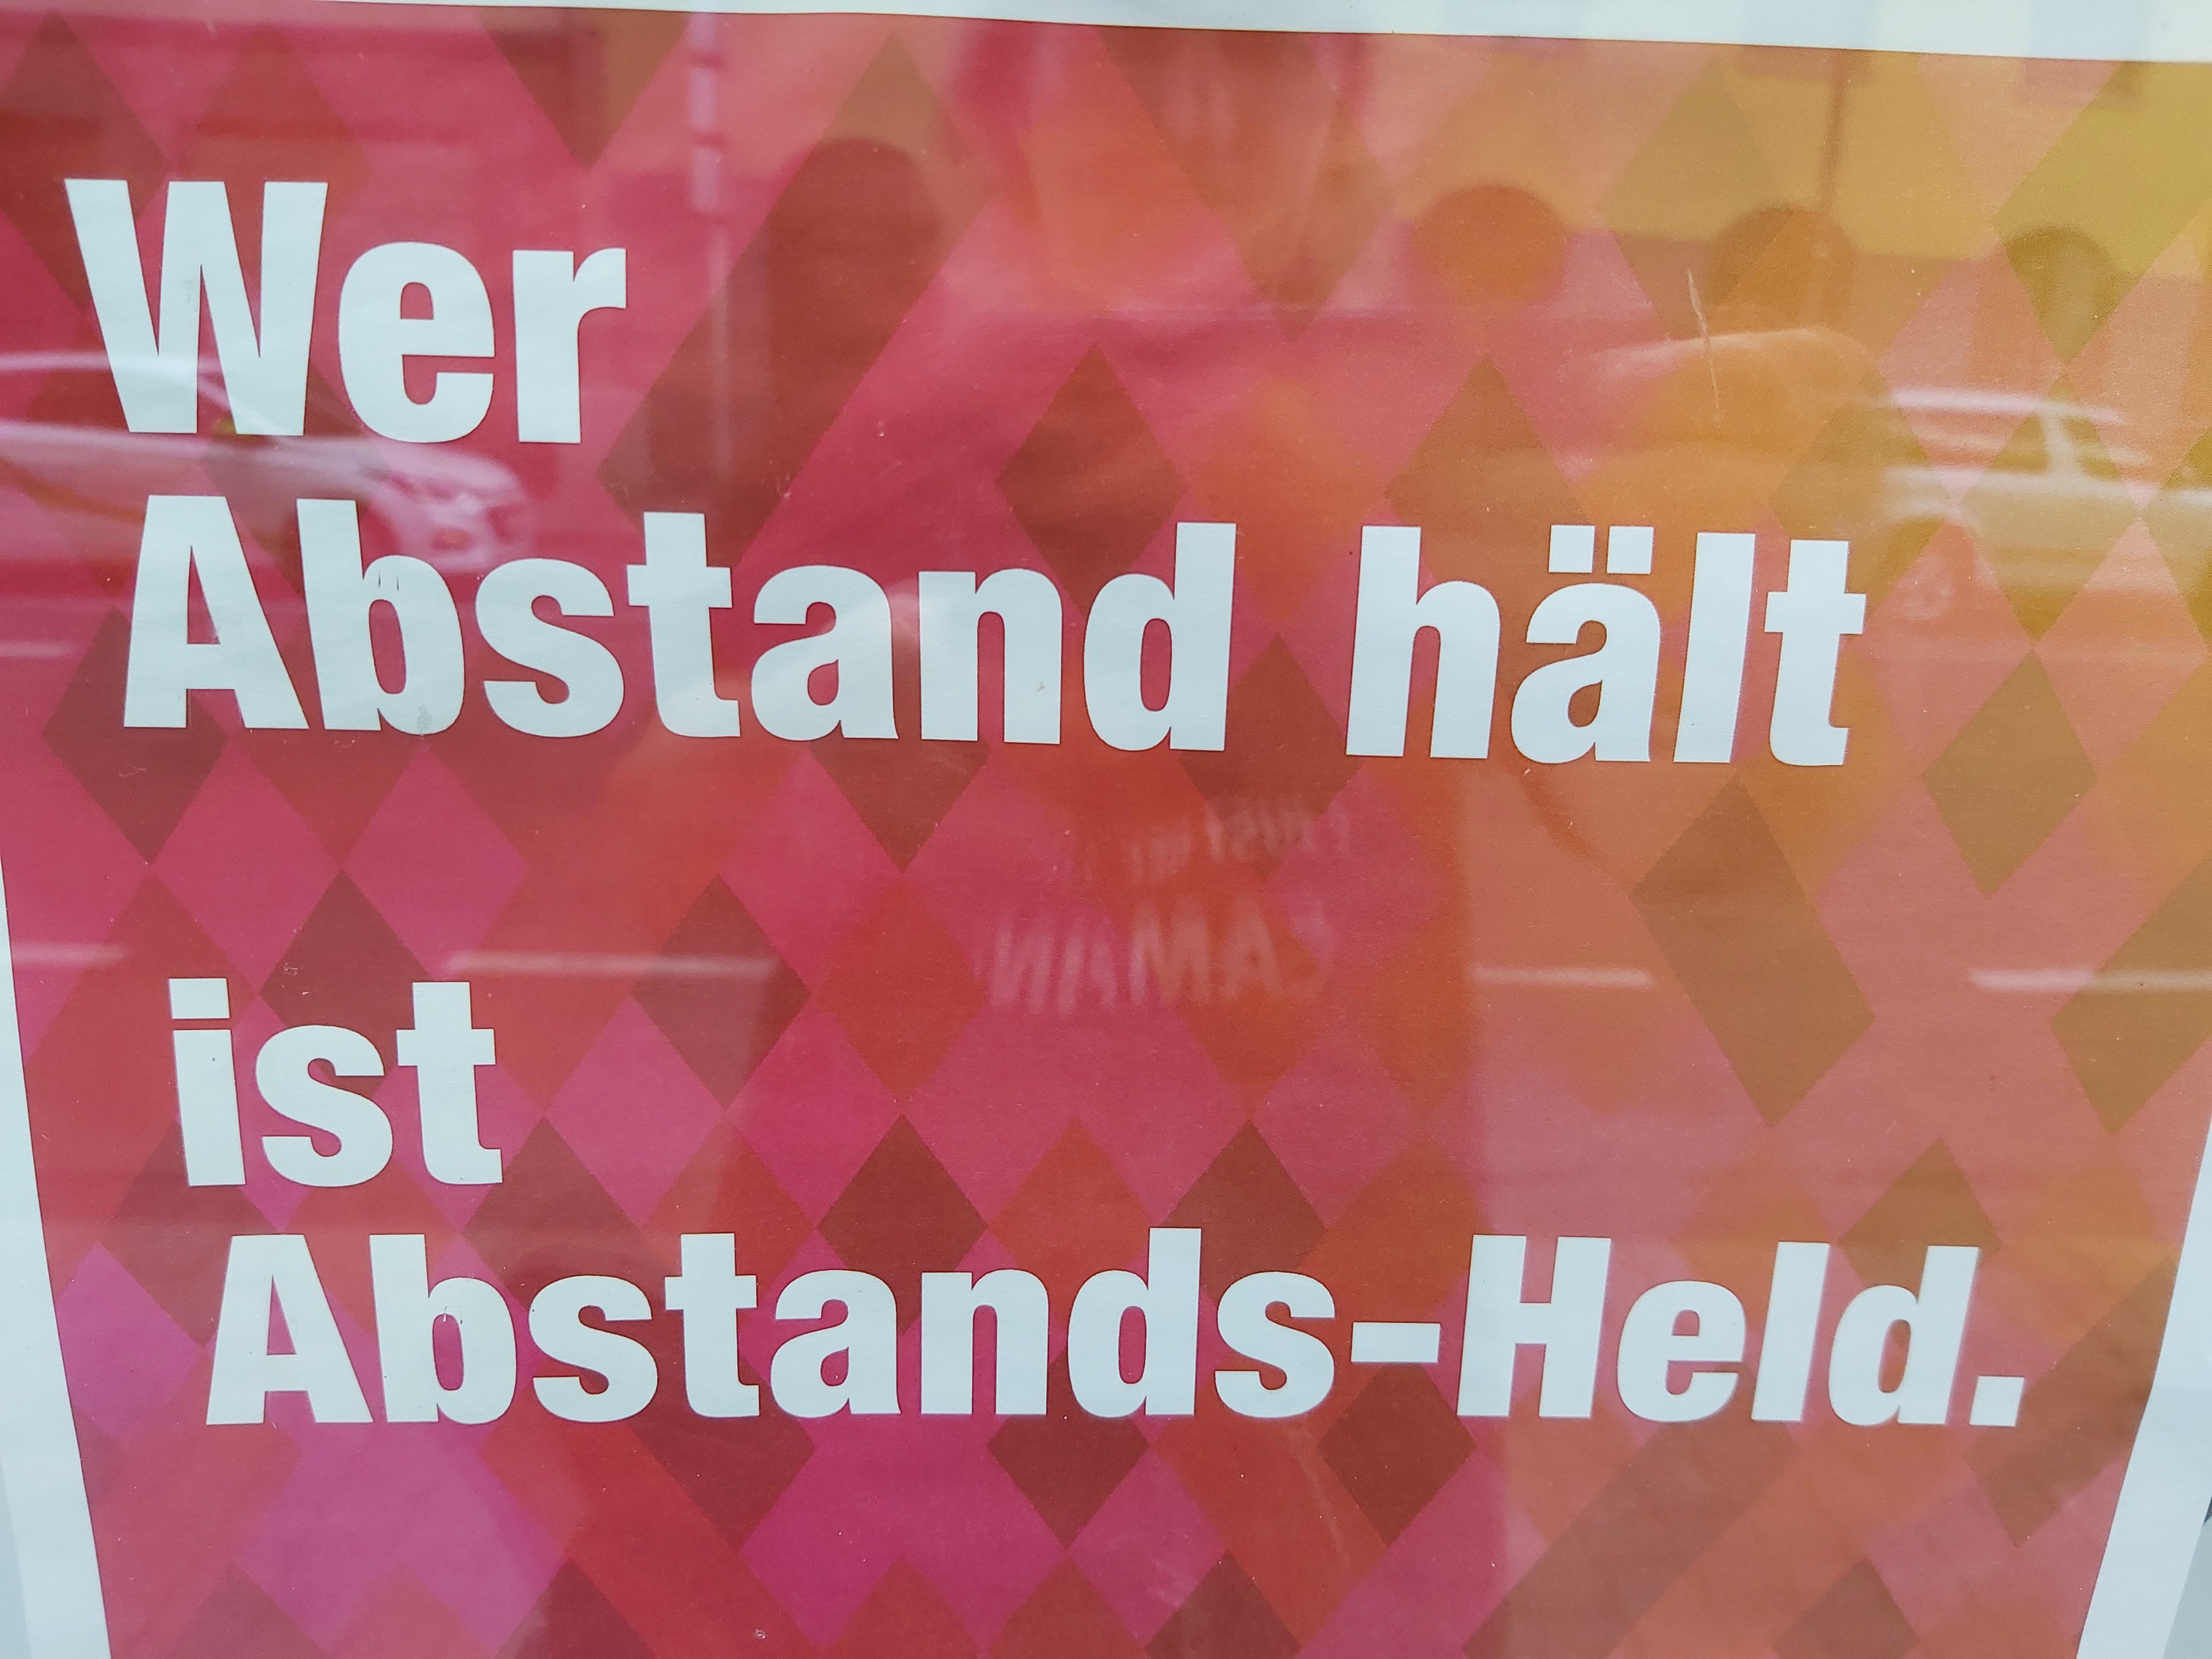 Wer
Abstand hält
ist
Abstands-Held.